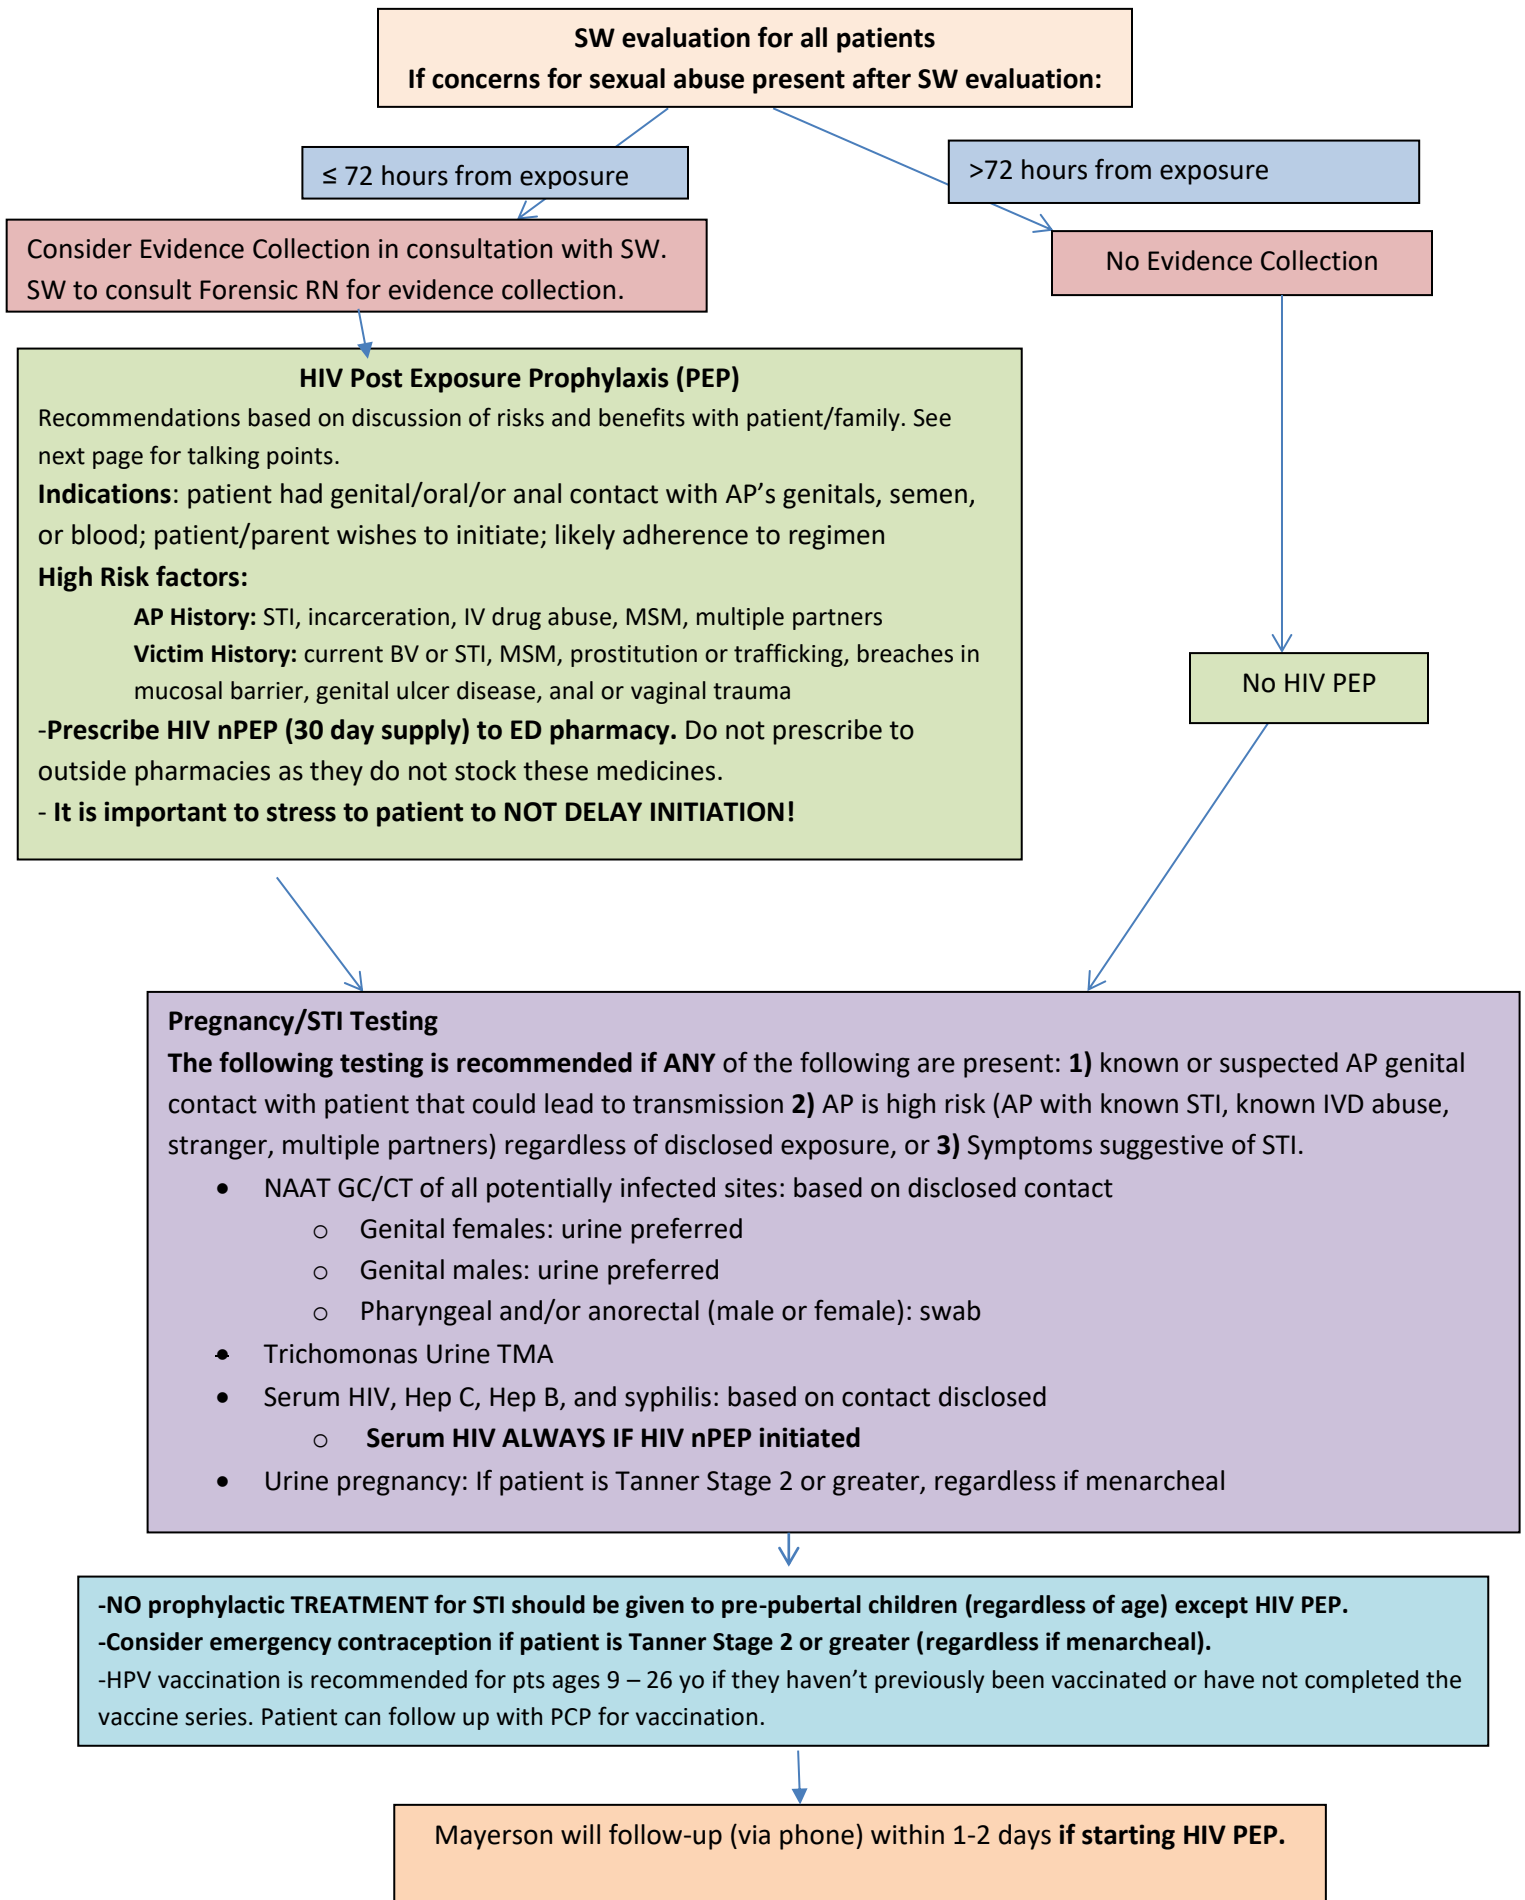 SW evaluation for all patients
If concerns for sexual abuse present after SW evaluation:
≤ 72 hours from exposure
>72 hours from exposure
Consider Evidence Collection in consultation with SW.
SW to consult Forensic RN for evidence collection.
No Evidence Collection
HIV Post Exposure Prophylaxis (PEP)
Recommendations based on discussion of risks and benefits with patient/family. See
next page for talking points.
Indications: patient had genital/oral/or anal contact with AP’s genitals, semen,
or blood; patient/parent wishes to initiate; likely adherence to regimen
High Risk factors:
AP History: STI, incarceration, IV drug abuse, MSM, multiple partners
Victim History: current BV or STI, MSM, prostitution or trafficking, breaches in
mucosal barrier, genital ulcer disease, anal or vaginal trauma
-Prescribe HIV nPEP (30 day supply) to ED pharmacy. Do not prescribe to
outside pharmacies as they do not stock these medicines.
- It is important to stress to patient to NOT DELAY INITIATION!
No HIV PEP
Pregnancy/STI Testing
The following testing is recommended if ANY of the following are present: 1) known or suspected AP genital
contact with patient that could lead to transmission 2) AP is high risk (AP with known STI, known IVD abuse,
stranger, multiple partners) regardless of disclosed exposure, or 3) Symptoms suggestive of STI.
• NAAT GC/CT of all potentially infected sites: based on disclosed contact
o Genital females: urine preferred
o Genital males: urine preferred
o Pharyngeal and/or anorectal (male or female): swab
• Trichomonas Urine TMA
• Serum HIV, Hep C, Hep B, and syphilis: based on contact disclosed
o Serum HIV ALWAYS IF HIV nPEP initiated
• Urine pregnancy: If patient is Tanner Stage 2 or greater, regardless if menarcheal
-NO prophylactic TREATMENT for STI should be given to pre-pubertal children (regardless of age) except HIV PEP.
-Consider emergency contraception if patient is Tanner Stage 2 or greater (regardless if menarcheal).
-HPV vaccination is recommended for pts ages 9 – 26 yo if they haven’t previously been vaccinated or have not completed the
vaccine series. Patient can follow up with PCP for vaccination.
Mayerson will follow-up (via phone) within 1-2 days if starting HIV PEP.